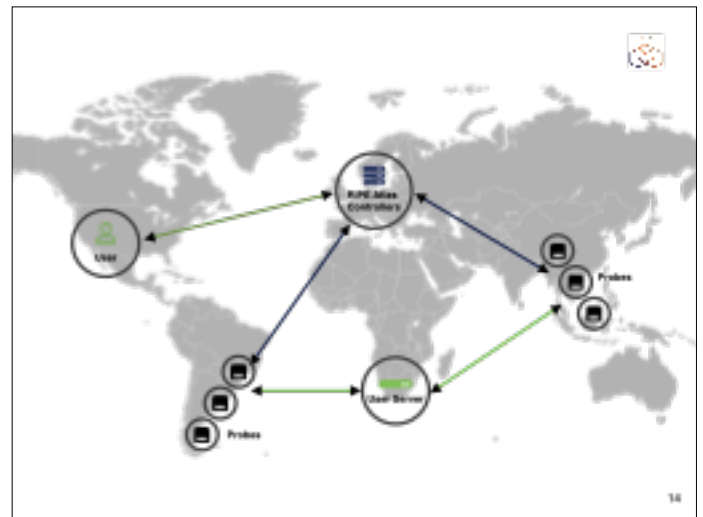 RIPE Atlas
Controllers
User
Probes
User Server
Probes
14